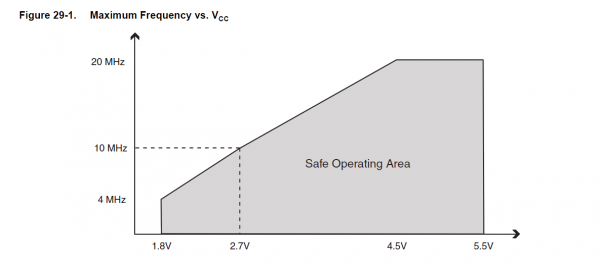 Figure 29-1. Maximum Frequency vs. VCC
20 MHz
10 MHz
Safe Operating Area
4 MHz
1.8V 2.7V 4.5V 5.5V